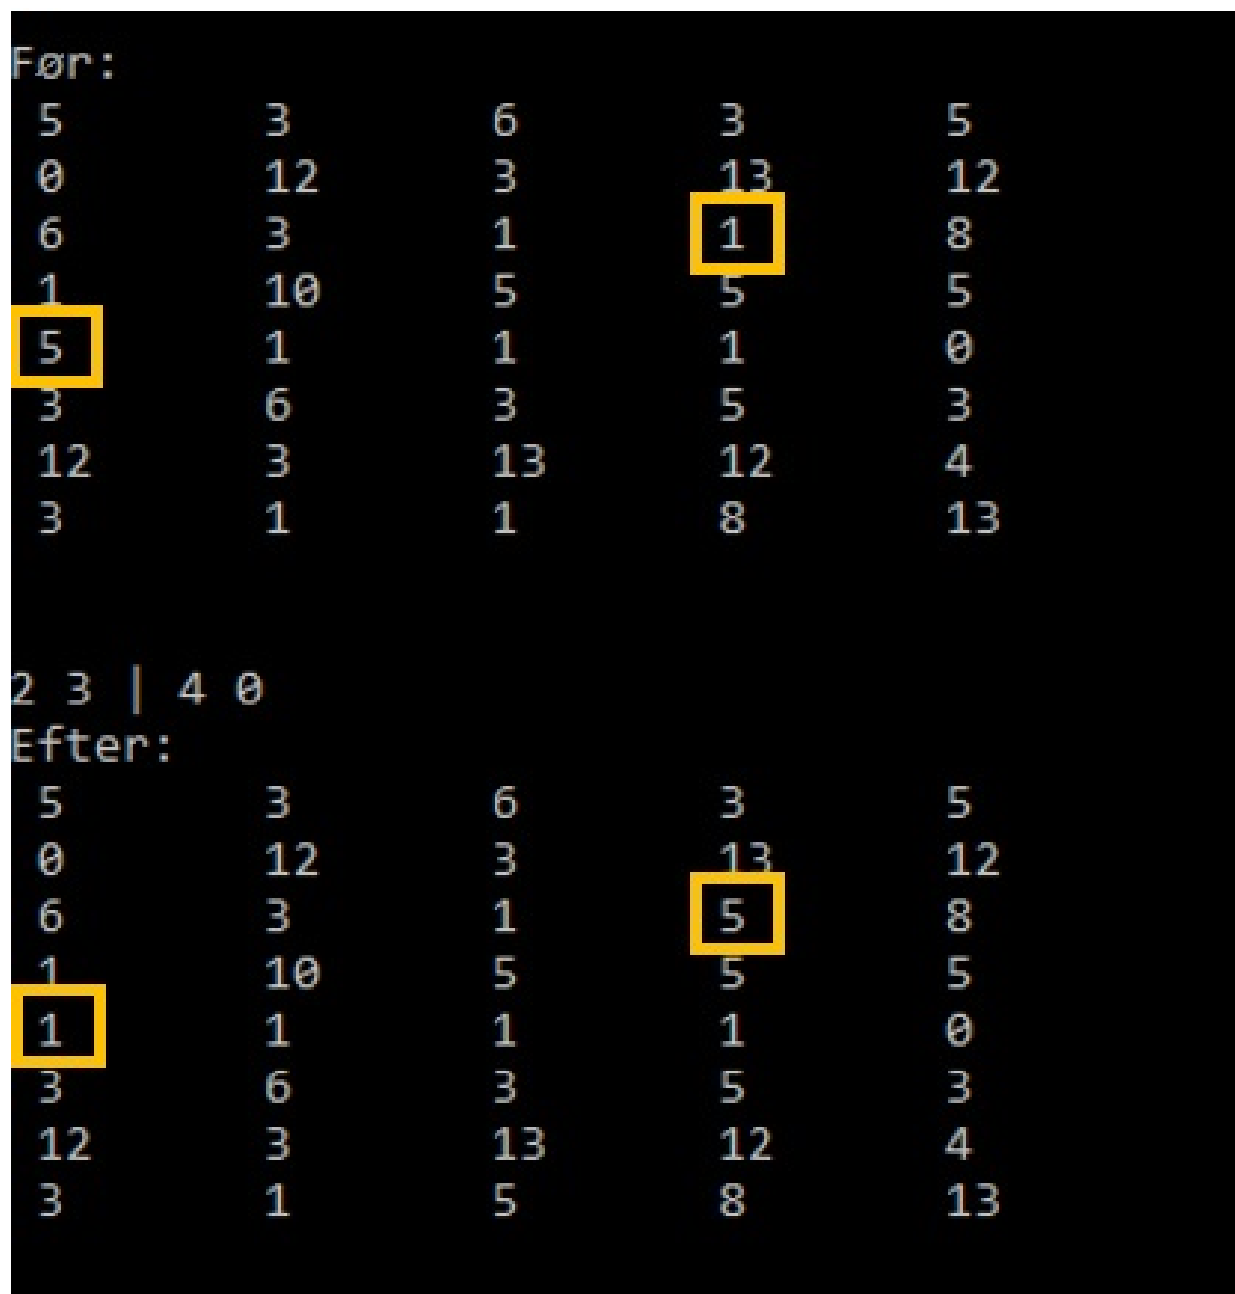 Før:
5 3 6 3 5
0 12 3 13 12
6 3 1 1 8
1 10 5 5 5
5 1 1 1 0
3 6 3 5 3
12 3 13 12 4
3 1 1 8 13
2 3 | 4 0
Efter:
5 3 6 3 5
0 12 3 13 12
6 3 1 5 8
1 10 5 5 5
1 1 1 1 0
3 6 3 5 3
12 3 13 12 4
3 1 5 8 13